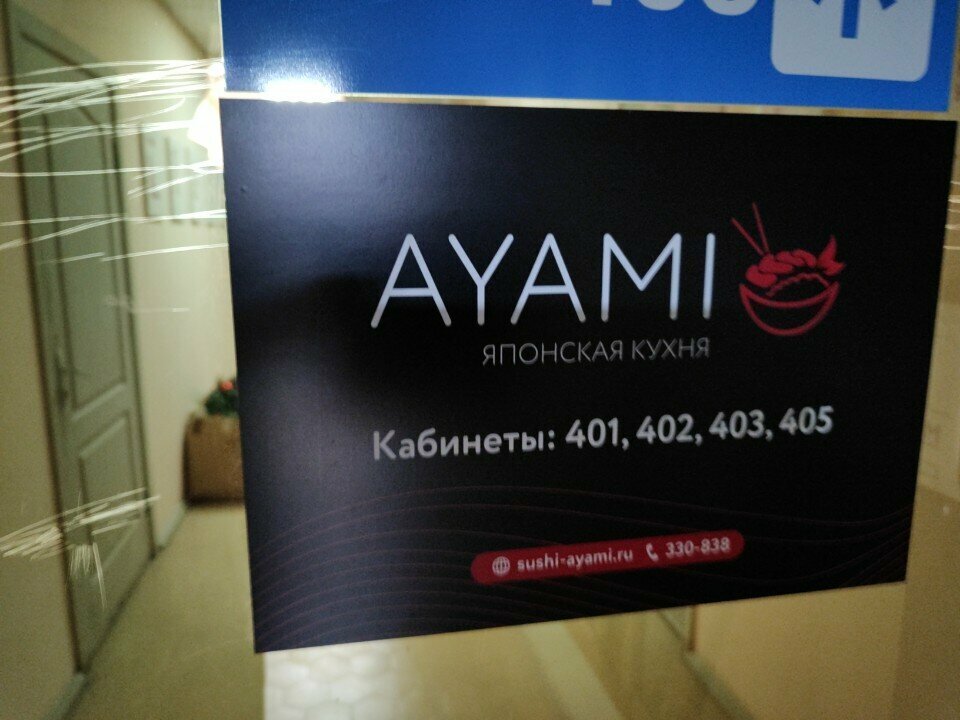 AYAMI
ЯПОНСКАЯ КУХНЯ
Кабинеты: 401, 402, 403, 405
sushi-ayami.ru 330-838